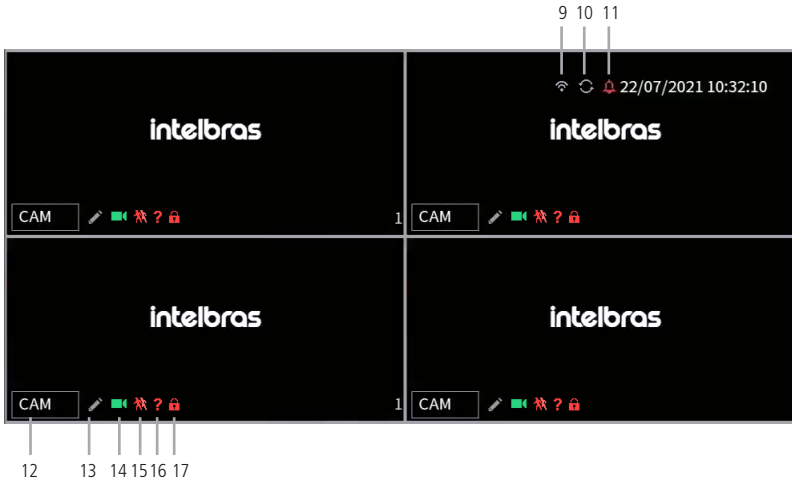 9 10 11
22/07/2021 10:32:10
intelbras intelbras
CAM ? 1 CAM ?
intelbras intelbras
CAM ? 1 CAM ?
12 13 14 15 16 17